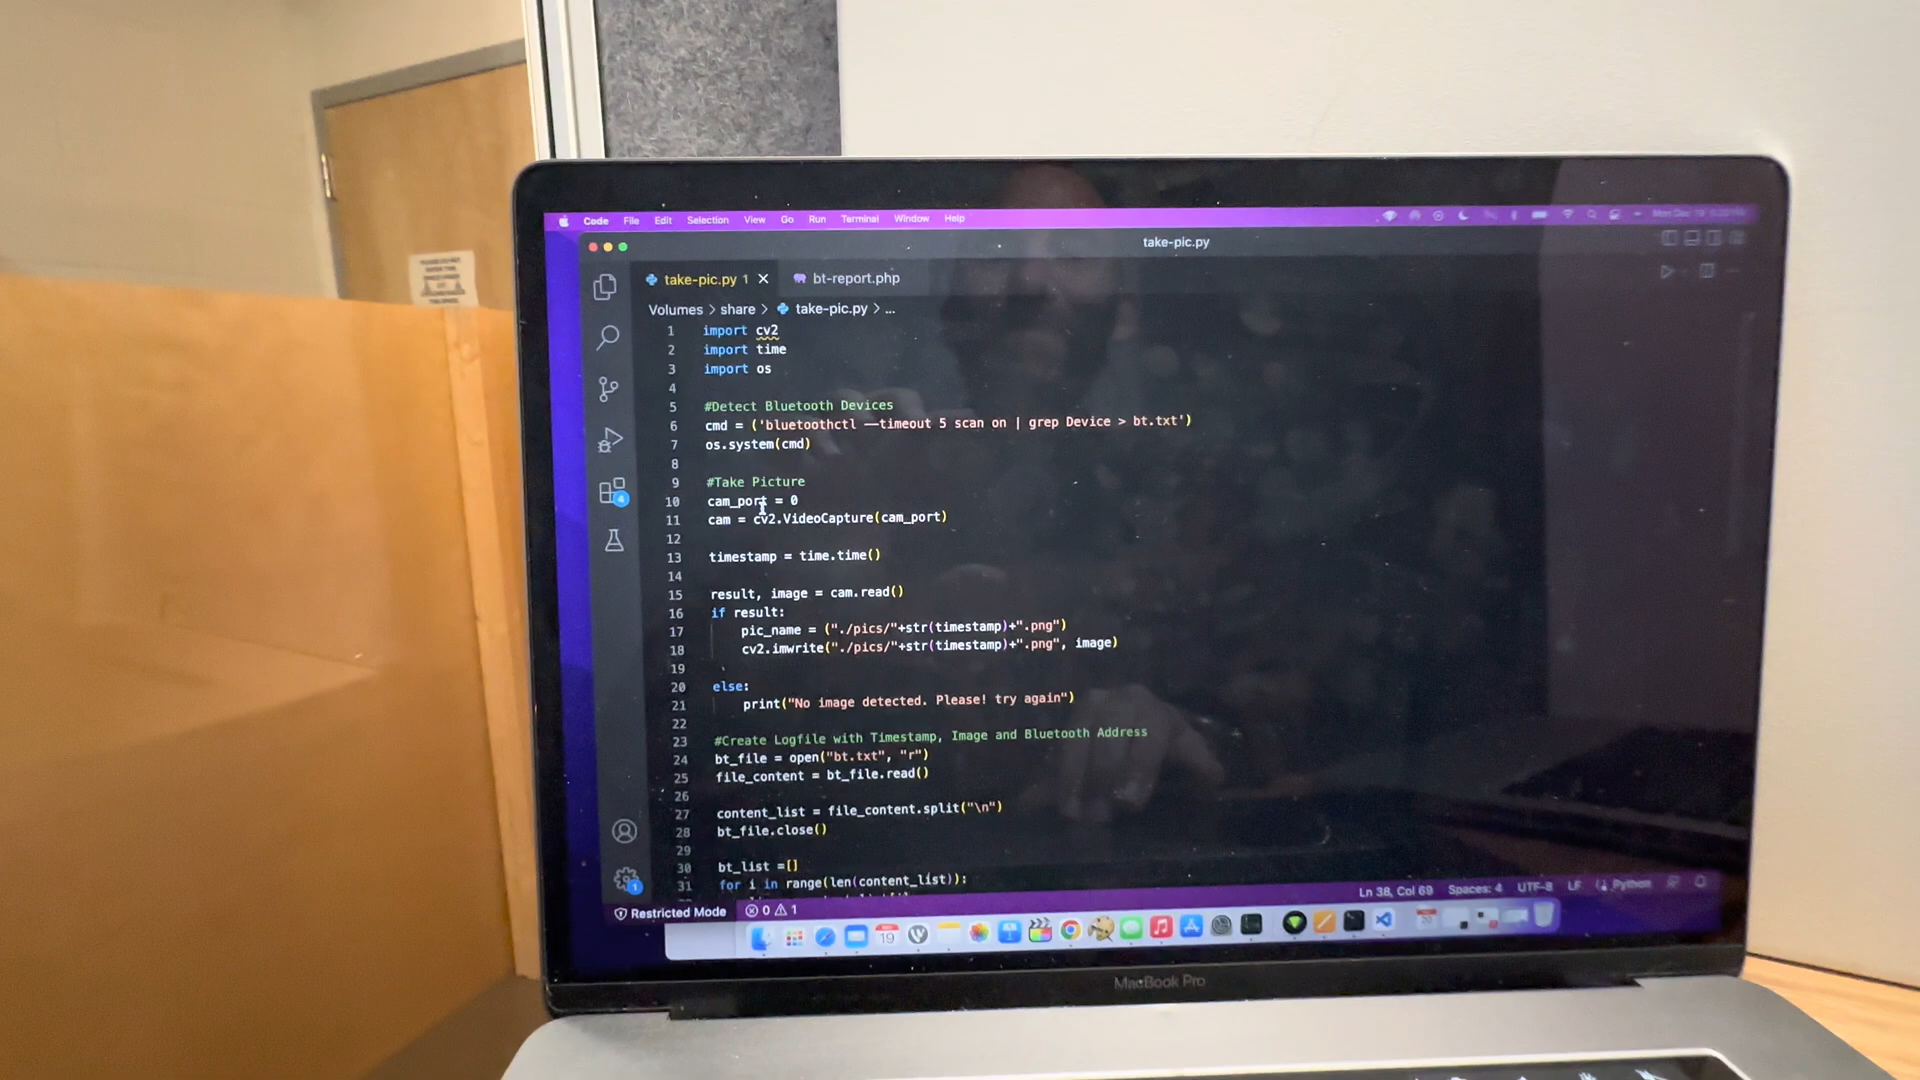 Code File Edit Selection View Go Run Terminal Window Help
take-pic.py
take-pic.py 1 bt-report.php
Volumes > share > take-pic.py > ...
1 import cv2
2 import time
3 import os
4
5 #Detect Bluetooth Devices
6 cmd = ('bluetoothctl --timeout 5 scan on | grep Device > bt.txt')
7 os.system(cmd)
8
9 #Take Picture
10 cam_port = 0
11 cam = cv2.VideoCapture(cam_port)
12
13 timestamp = time.time()
14
15 result, image = cam.read()
16 if result:
17 pic_name = ("./pics/"+str(timestamp)+".png")
18 cv2.imwrite("./pics/"+str(timestamp)+".png", image)
19
20 else:
21 print("No image detected. Please! try again")
22
23 #Create Logfile with Timestamp, Image and Bluetooth Address
24 bt_file = open("bt.txt", "r")
25 file_content = bt_file.read()
26
27 content_list = file_content.split("\n")
28 bt_file.close()
29
30 bt_list =[]
31 for i in range(len(content_list)):
4
1
Restricted Mode 0 1 Ln 38, Col 69 Spaces: 4 UTF-8 LF Python
19
MacBook Pro